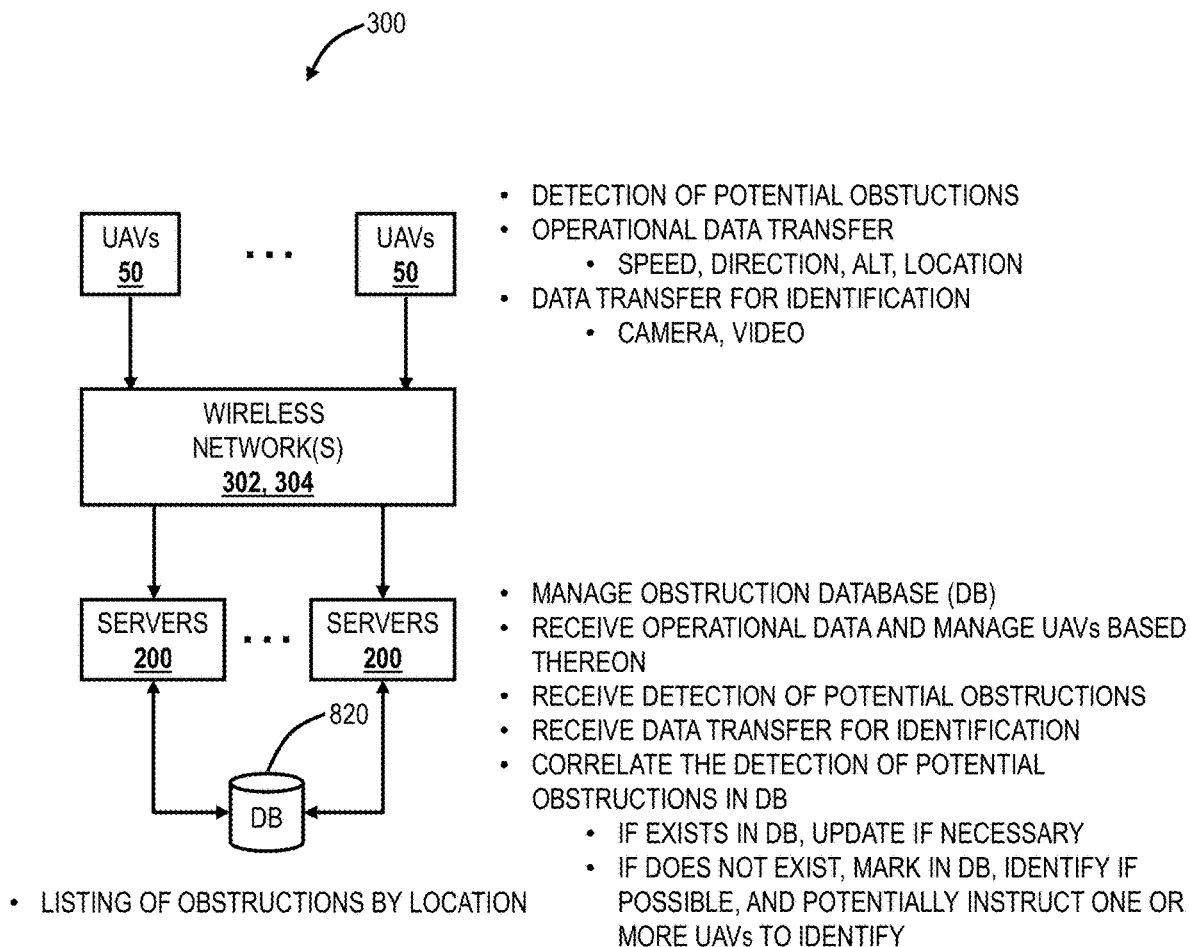 300
• DETECTION OF POTENTIAL OBSTUCTIONS
• OPERATIONAL DATA TRANSFER
• SPEED, DIRECTION, ALT, LOCATION
• DATA TRANSFER FOR IDENTIFICATION
• CAMERA, VIDEO
UAVs
50
...
UAVs
50
WIRELESS
NETWORK(S)
302, 304
SERVERS
200
...
SERVERS
200
820
DB
• LISTING OF OBSTRUCTIONS BY LOCATION
• MANAGE OBSTRUCTION DATABASE (DB)
• RECEIVE OPERATIONAL DATA AND MANAGE UAVs BASED
THEREON
• RECEIVE DETECTION OF POTENTIAL OBSTRUCTIONS
• RECEIVE DATA TRANSFER FOR IDENTIFICATION
• CORRELATE THE DETECTION OF POTENTIAL
OBSTRUCTIONS IN DB
• IF EXISTS IN DB, UPDATE IF NECESSARY
• IF DOES NOT EXIST, MARK IN DB, IDENTIFY IF
POSSIBLE, AND POTENTIALLY INSTRUCT ONE OR
MORE UAVs TO IDENTIFY